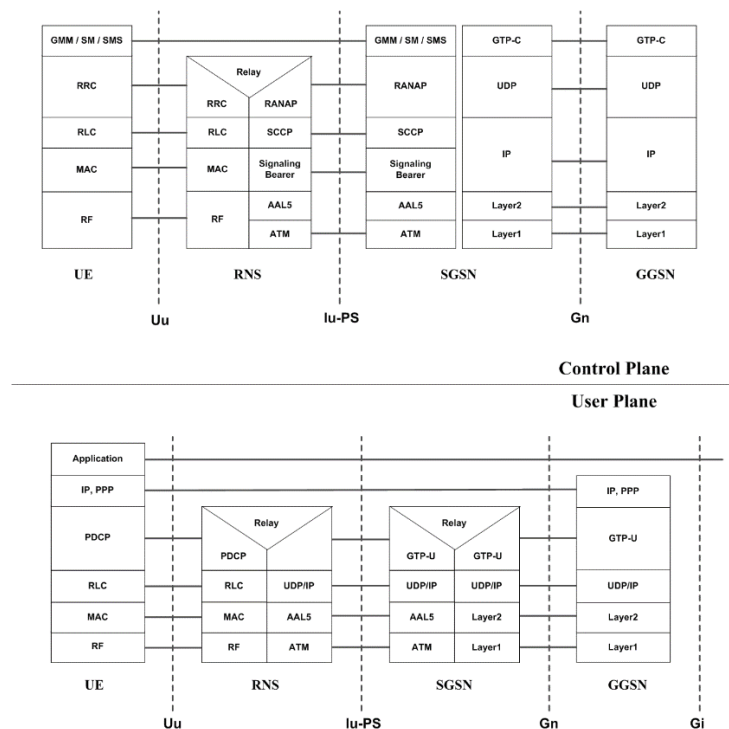 GMM / SM / SMS
GMM / SM / SMS
GTP-C
GTP-C
Relay
RRC
RRC
RANAP
RANAP
UDP
UDP
RLC
RLC
SCCP
SCCP
IP
IP
MAC
MAC
Signaling
Bearer
Signaling
Bearer
RF
RF
AAL5
AAL5
Layer2
Layer2
ATM
ATM
Layer1
Layer1
UE
RNS
SGSN
GGSN
Uu
Iu-PS
Gn
Control Plane
User Plane
Application
IP, PPP
IP, PPP
Relay
Relay
PDCP
PDCP
GTP-U
GTP-U
GTP-U
RLC
RLC
UDP/IP
UDP/IP
UDP/IP
UDP/IP
MAC
MAC
AAL5
AAL5
Layer2
Layer2
RF
RF
ATM
ATM
Layer1
Layer1
UE
RNS
SGSN
GGSN
Uu
Iu-PS
Gn
Gi